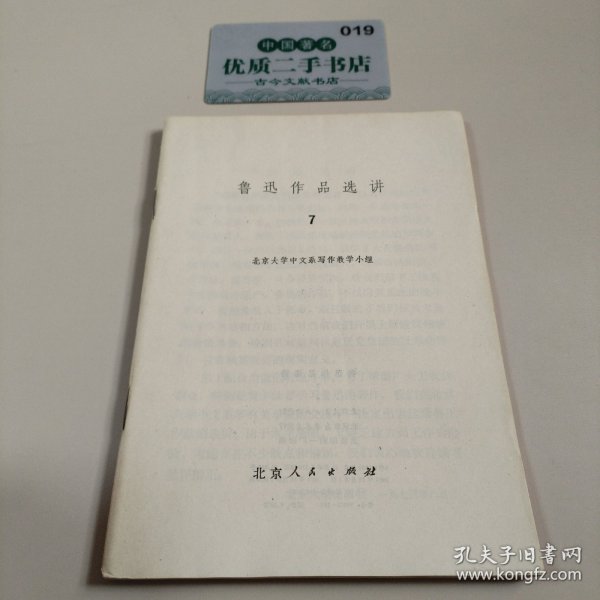 019
中国著名
优质二手书店
古今文献书店
鲁迅作品选讲
7
北京大学中文系写作教学小组
北京人民出版社
孔夫子旧书网
www.kongfz.com